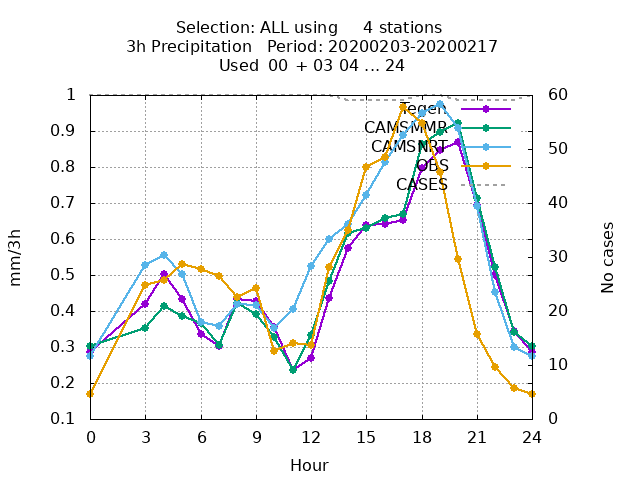 Selection: ALL using 4 stations
3h Precipitation Period: 20200203-20200217
Used 00 + 03 04 ... 24
1
0.9
0.8
0.7
0.6
0.5
0.4
0.3
0.2
0.1
mm/3h
60
50
40
30
20
10
0
No cases
Tegen
CAMSMMR
CAMSNRT
OBS
CASES
0 3 6 9 12 15 18 21 24
Hour